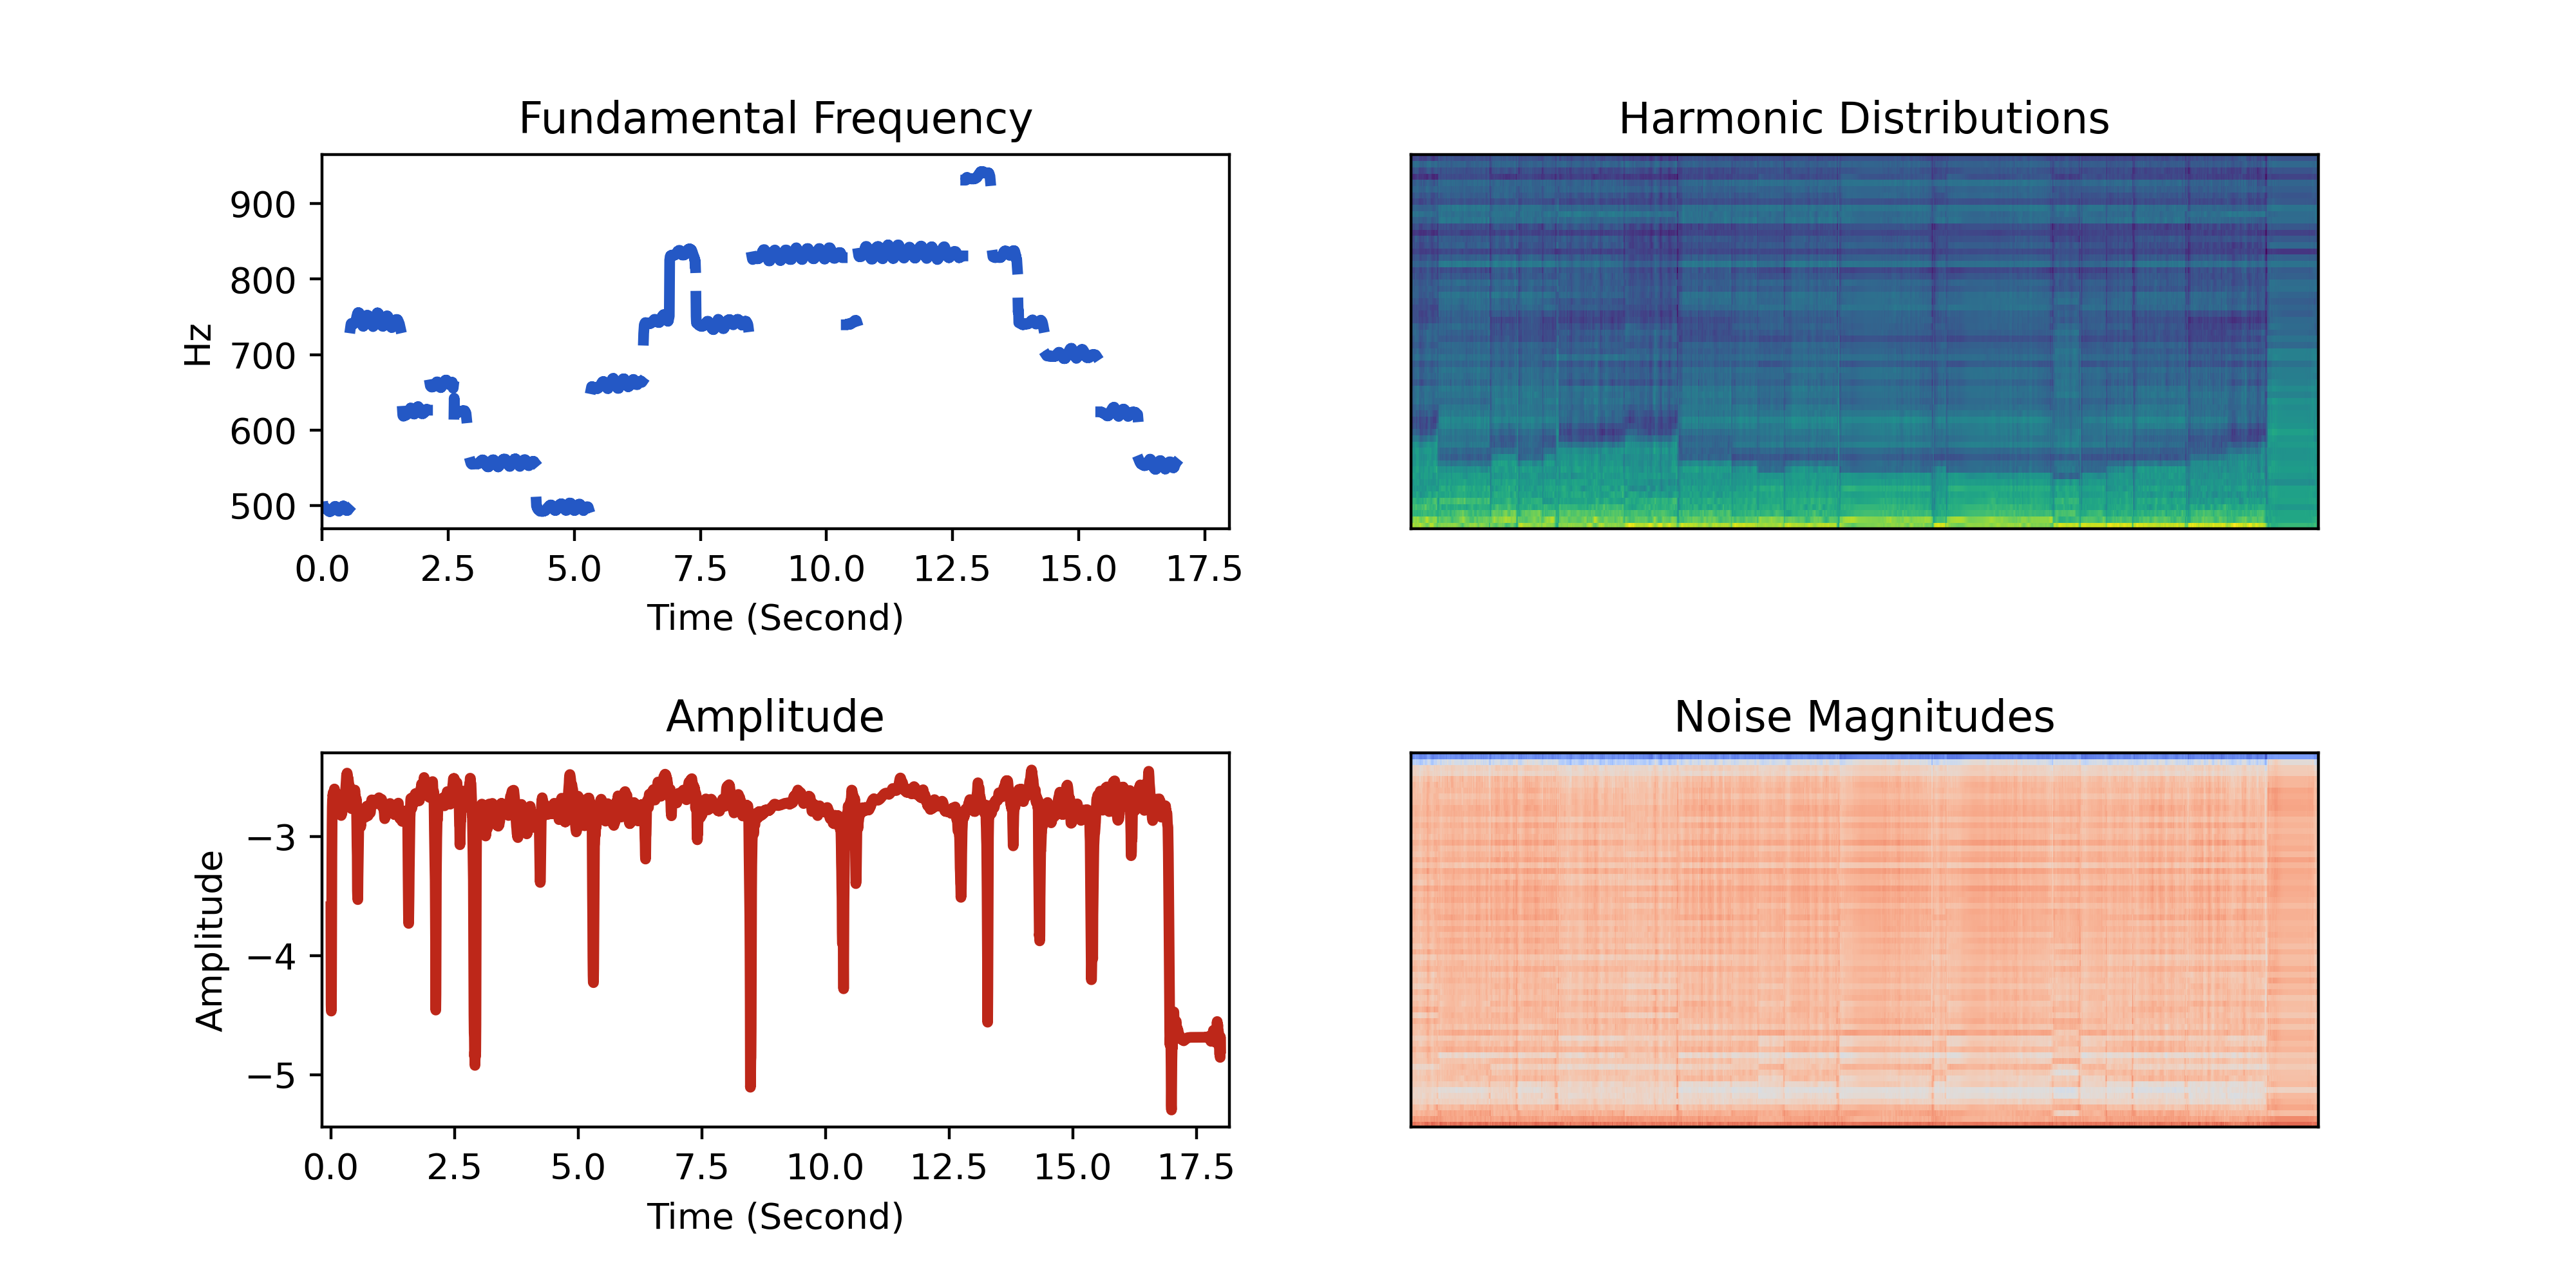 Fundamental Frequency
Harmonic Distributions
900
800
700
600
500
Hz
0.0 2.5 5.0 7.5 10.0 12.5 15.0 17.5
Time (Second)
Amplitude
Noise Magnitudes
−3
−4
−5
Amplitude
0.0 2.5 5.0 7.5 10.0 12.5 15.0 17.5
Time (Second)